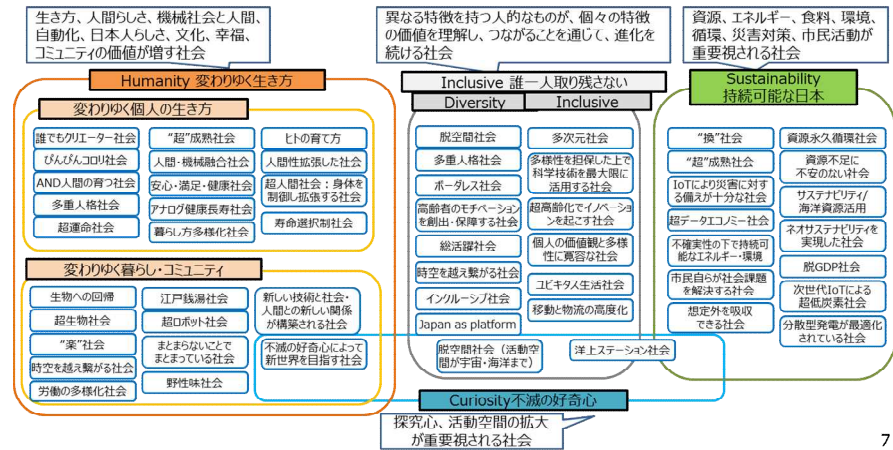 生き方、人間らしさ、機械社会と人間、
自動化、日本人らしさ、文化、幸福、
コミュニティの価値が増す社会
異なる特徴を持つ人的なものが、個々の特徴
の価値を理解し、つながることを通じて、進化を
続ける社会
資源、エネルギー、食料、環境、
循環、災害対策、市民活動が
重要視される社会
Humanity 変わりゆく生き方
変わりゆく個人の生き方
誰でもクリエーター社会
ぴんぴんコロリ社会
AND人間の育つ社会
多重人格社会
超運命社会
“超”成熟社会
人間・機械融合社会
安心・満足・健康社会
アナログ健康長寿社会
暮らし方多様化社会
ヒトの育て方
人間性拡張した社会
超人間社会：身体を
制御し拡張する社会
寿命選択制社会
変わりゆく暮らし・コミュニティ
生物への回帰
超生物社会
“楽”社会
時空を越え繋がる社会
労働の多様化社会
江戸銭湯社会
超ロボット社会
まとまらないことで
まとまっている社会
野性味社会
新しい技術と社会・
人間との新しい関係
が構築される社会
不滅の好奇心によって
新世界を目指す社会
Inclusive 誰一人取り残さない
Diversity
Inclusive
脱空間社会
多重人格社会
ボーダレス社会
高齢者のモチベーション
を創出・保障する社会
総活躍社会
時空を越え繋がる社会
インクルーシブ社会
Japan as platform
多次元社会
多様性を担保した上で
科学技術を最大限に
活用する社会
超高齢化でイノベーショ
ンを起こす社会
個人の価値観と多様
性に寛容な社会
ユビキタス生活社会
移動と物流の高度化
脱空間社会（活動空
間が宇宙・海洋まで）
洋上ステーション社会
Sustainability
持続可能な日本
“換”社会
“超”成熟社会
IoTにより災害に対す
る備えが十分な社会
超データエコノミー社会
不確実性の下で持続可
能なエネルギー・環境
市民自らが社会課題
を解決する社会
想定外を吸収
できる社会
資源永久循環社会
資源不足に
不安のない社会
サステナビリティ/
海洋資源活用
ネオサステナビリティを
実現した社会
脱GDP社会
次世代IoTによる
超低炭素社会
分散型発電が最適化
されている社会
Curiosity不滅の好奇心
探究心、活動空間の拡大
が重要視される社会
7